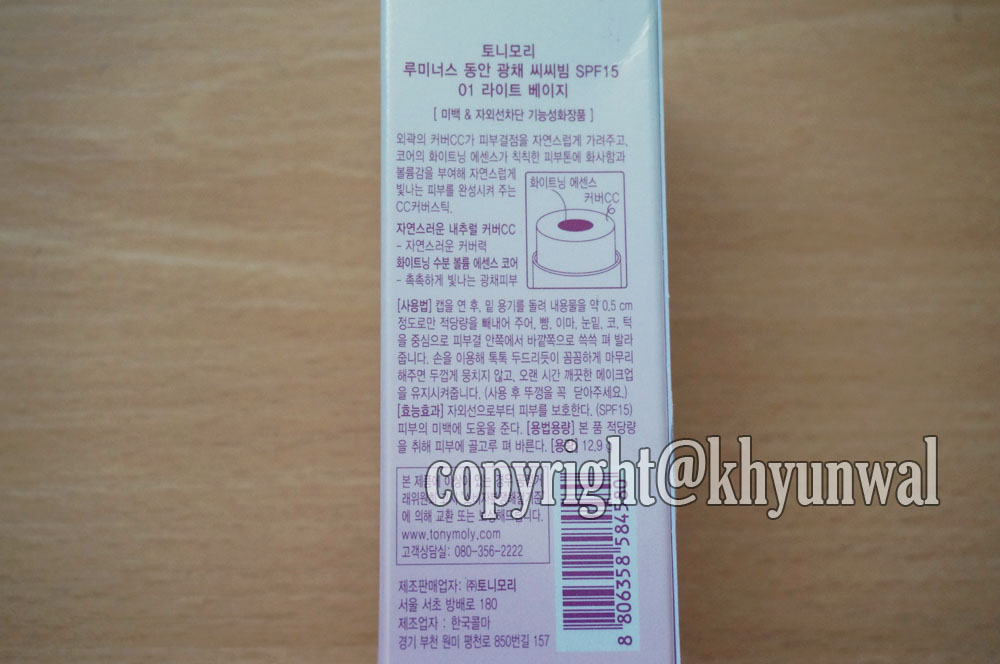 토니모리
루미너스 동안 광채 씨씨빔 SPF15
01 라이트 베이지
[ 미백 & 자외선차단 기능성화장품 ]
외곽의 커버CC가 피부결점을 자연스럽게 가려주고,
코어의 화이트닝 에센스가 칙칙한 피부톤에 화사함과
볼륨감을 부여해 자연스럽게
빛나는 피부를 완성시켜 주는
CC커버스틱.
화이트닝 에센스
커버CC
자연스러운 내추럴 커버CC
- 자연스러운 커버력
화이트닝 수분 볼륨 에센스 코어
- 촉촉하게 빛나는 광채피부
[사용법] 캡을 연 후, 밑 용기를 돌려 내용물을 약 0.5 cm
정도로만 적당량을 빼내어 주어, 뺨, 이마, 눈밑, 코, 턱
을 중심으로 피부결 안쪽에서 바깥쪽으로 쓱쓱 펴 발라
줍니다. 손을 이용해 톡톡 두드리듯이 꼼꼼하게 마무리
해주면 두껍게 뭉치지 않고, 오랜 시간 깨끗한 메이크업
을 유지시켜줍니다. (사용 후 뚜껑을 꼭 닫아주세요.)
[효능효과] 자외선으로부터 피부를 보호한다. (SPF15)
피부의 미백에 도움을 준다. [용법용량] 본 품 적당량
을 취해 피부에 골고루 펴 바른다. 12.9 g
copyright@khyunwal
본 제품에 이상이 있는
에 의해 교환 또는
www.tonymoly.com
고객상담실: 080-356-2222
제조판매업자: ㈜토니모리
서울 서초 방배로 180
제조업자 : 한국콜마
경기 부천 원미 평천로 850번길 157
8 806358 584580